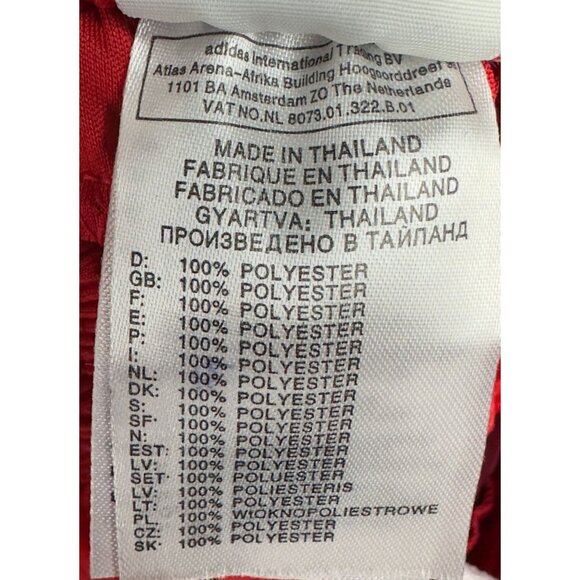 adidas International Trading BV
Atlas Arena-Afrika Building Hoogoorddreef
1101 BA Amsterdam ZO The Netherlands
VAT NO.NL 8073.01.322.B.01
MADE IN THAILAND
FABRIQUE EN THAILAND
FABRICADO EN THAILAND
GYARTVA: THAILAND
ПРОИЗВЕДЕНО В ТАЙЛАНД
D: 100% POLYESTER
GB: 100% POLYESTER
F: 100% POLYESTER
E: 100% POLYESTER
P: 100% POLYESTER
I: 100% POLYESTER
NL: 100% POLYESTER
DK: 100% POLYESTER
S: 100% POLYESTER
SF: 100% POLYESTER
N: 100% POLYESTER
EST: 100% POLYESTER
LV: 100% POLYESTER
SET: 100% POLUESTER
LV: 100% POLIESTERIS
LT: 100% POLYESTER
PL: 100% WłOKNOPOLIESTROWE
CZ: 100% POLYESTER
SK: 100% POLYESTER